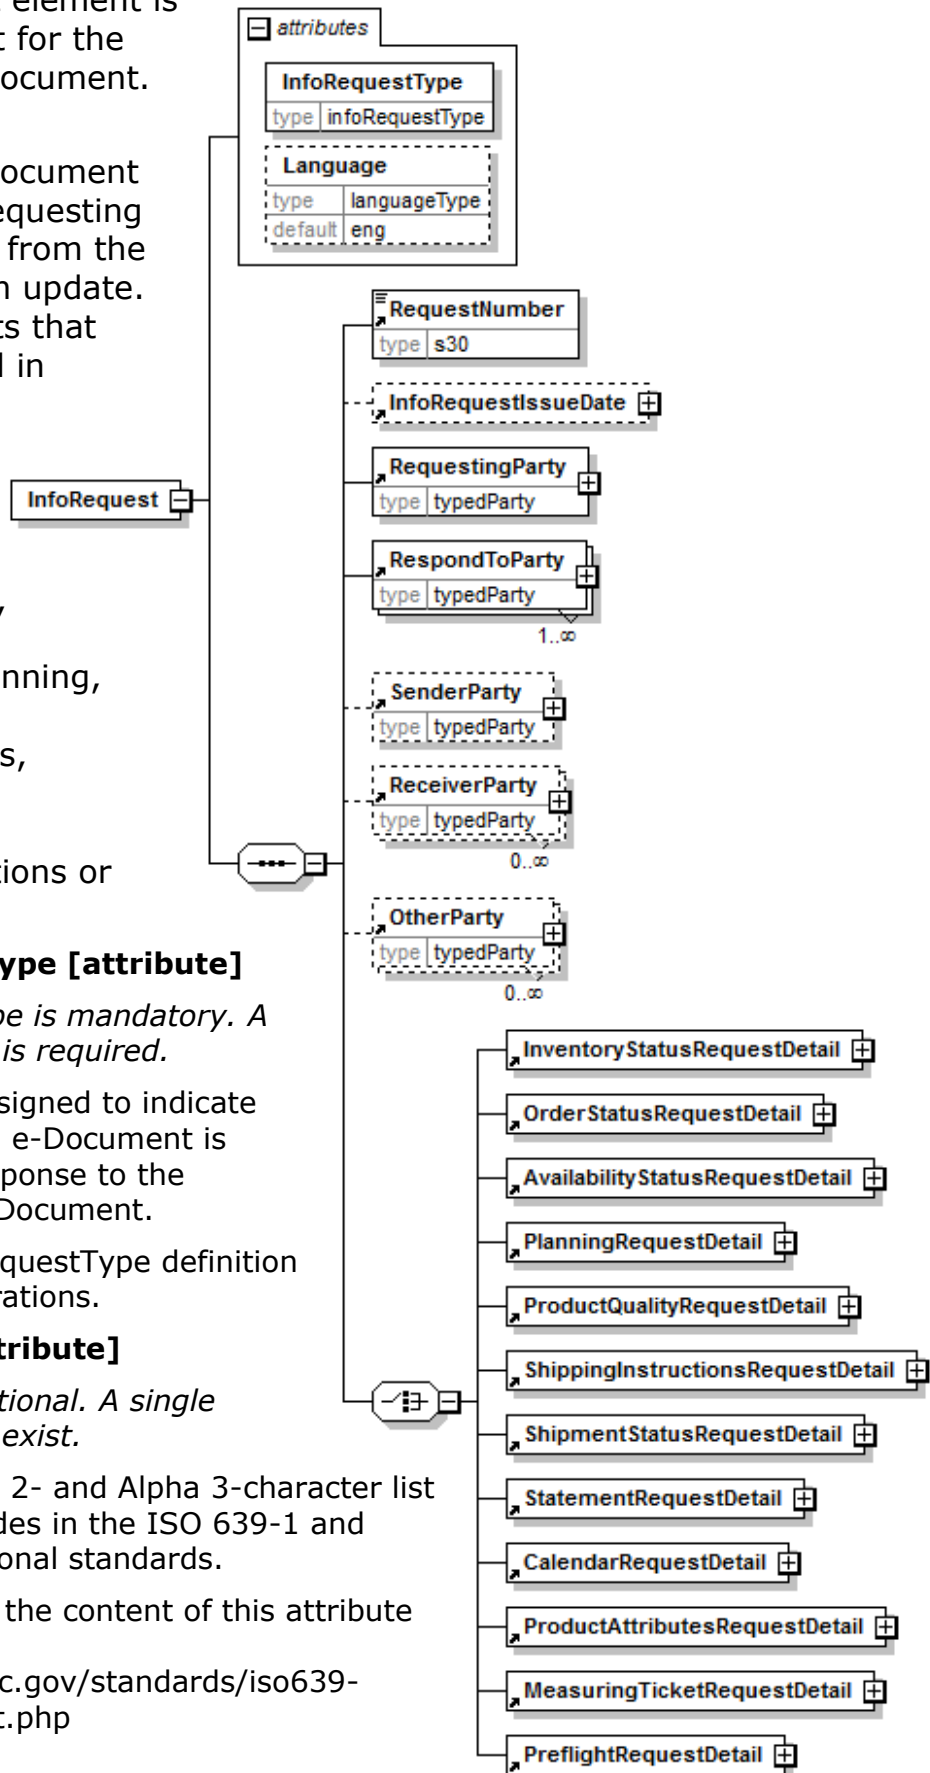 element is
t for the
ocument.
ocument
equesting
from the
n update.
ts that
d in
y
nning,
s,
tions or
ype [attribute]
pe is mandatory. A
is required.
signed to indicate
e-Document is
ponse to the
Document.
questType definition
rations.
tribute]
tional. A single
exist.
2- and Alpha 3-character list
des in the ISO 639-1 and
onal standards.
the content of this attribute
c.gov/standards/iso639-
t.php
attributes
InfoRequestType
type infoRequestType
Language
type languageType
default eng
InfoRequest
RequestNumber
type s30
InfoRequestIssueDate
RequestingParty
type typedParty
RespondToParty
type typedParty
1..∞
SenderParty
type typedParty
ReceiverParty
type typedParty
0..∞
OtherParty
type typedParty
0..∞
InventoryStatusRequestDetail
OrderStatusRequestDetail
AvailabilityStatusRequestDetail
PlanningRequestDetail
ProductQualityRequestDetail
ShippingInstructionsRequestDetail
ShipmentStatusRequestDetail
StatementRequestDetail
CalendarRequestDetail
ProductAttributesRequestDetail
MeasuringTicketRequestDetail
PreflightRequestDetail